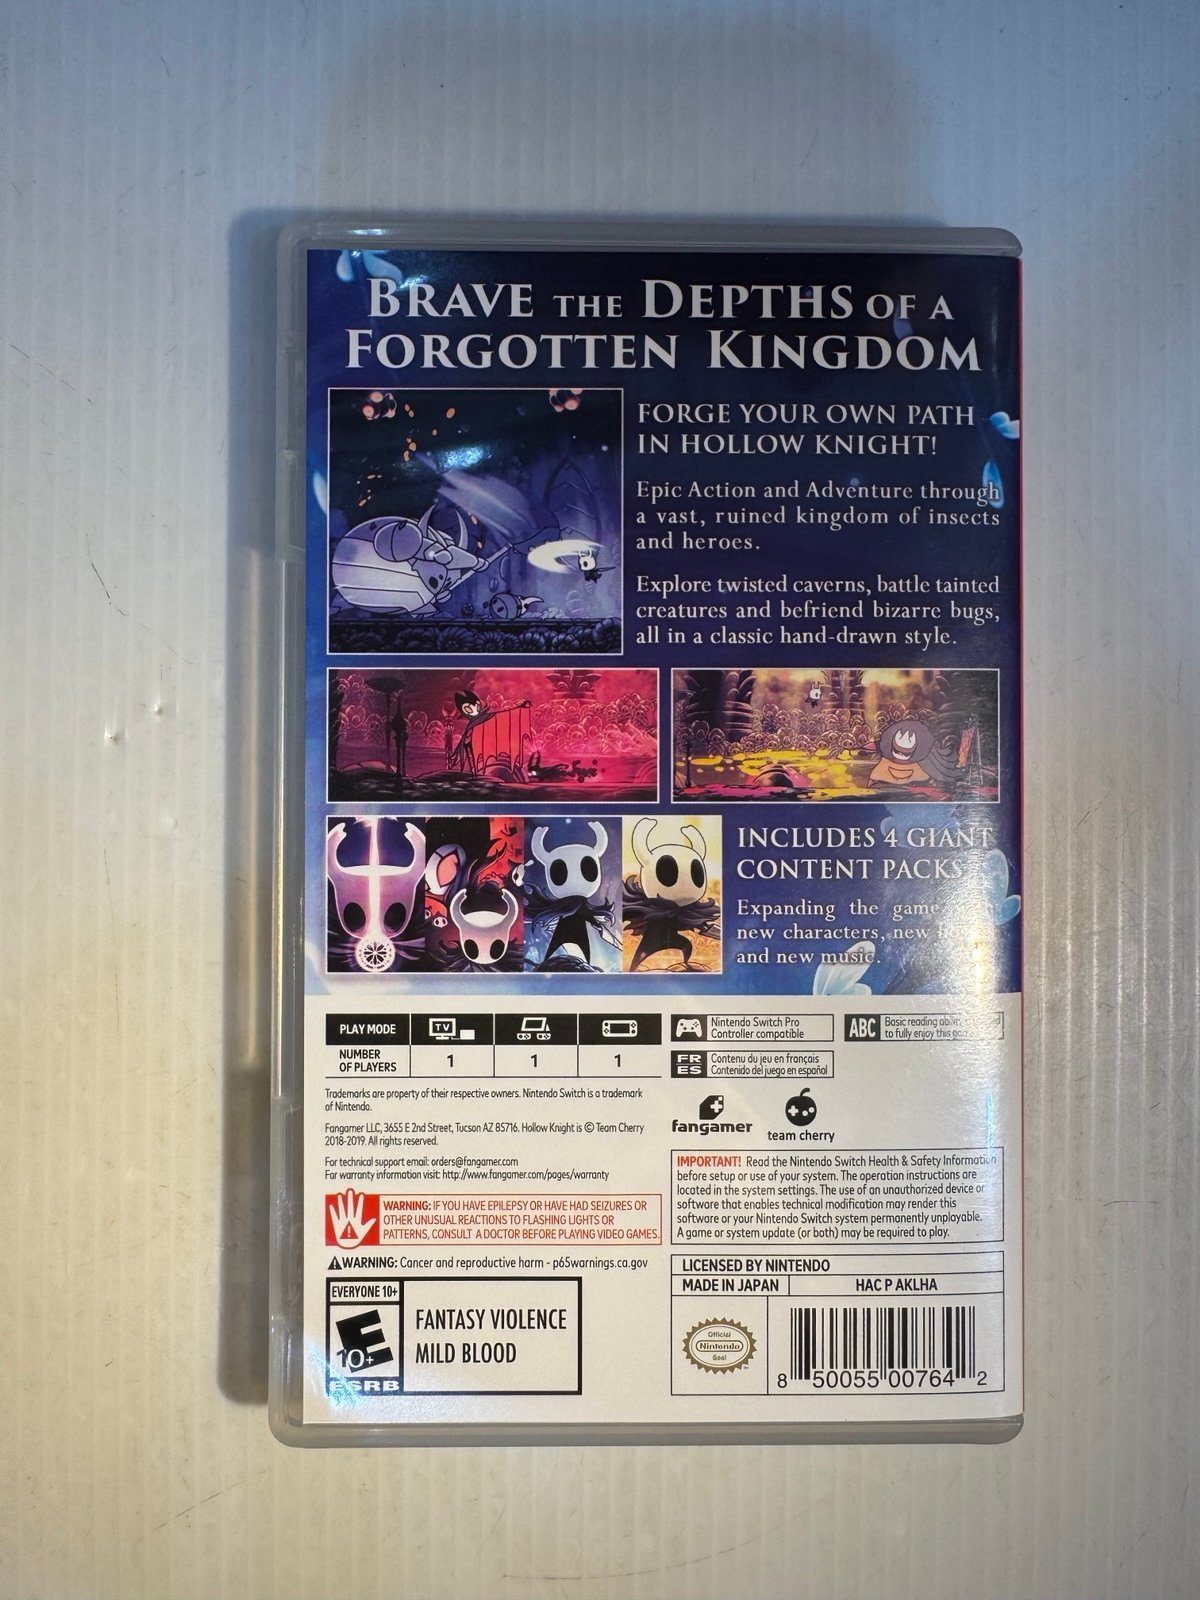 BRAVE THE DEPTHS OF A
FORGOTTEN KINGDOM
FORGE YOUR OWN PATH
IN HOLLOW KNIGHT!
Epic Action and Adventure through
a vast, ruined kingdom of insects
and heroes.
Explore twisted caverns, battle tainted
creatures and befriend bizarre bugs,
all in a classic hand-drawn style.
INCLUDES 4 GIANT
CONTENT PACKS
Expanding the game
new characters, new
and new music.
PLAY MODE
TV
NUMBER
OF PLAYERS
1
1
1
Nintendo Switch Pro
Controller compatible
ABC
Basic reading
to fully enjoy this
FR
ES
Contenu du jeu en français
Contenido del juego en español
Trademarks are property of their respective owners. Nintendo Switch is a trademark
of Nintendo.
Fangamer LLC, 3655 E 2nd Street, Tucson AZ 85716. Hollow Knight is © Team Cherry
2018-2019. All rights reserved.
For technical support email: orders@fangamer.com
For warranty information visit: http://www.fangamer.com/pages/warranty
fangamer
team cherry
WARNING: IF YOU HAVE EPILEPSY OR HAVE HAD SEIZURES OR
OTHER UNUSUAL REACTIONS TO FLASHING LIGHTS OR
PATTERNS, CONSULT A DOCTOR BEFORE PLAYING VIDEO GAMES.
WARNING: Cancer and reproductive harm - p65warnings.ca.gov
IMPORTANT! Read the Nintendo Switch Health & Safety Information
before setup or use of your system. The operation instructions are
located in the system settings. The use of an unauthorized device or
software that enables technical modification may render this
software or your Nintendo Switch system permanently unplayable.
A game or system update (or both) may be required to play.
EVERYONE 10+
E
10+
ESRB
FANTASY VIOLENCE
MILD BLOOD
LICENSED BY NINTENDO
MADE IN JAPAN
HAC P AKLHA
Official
Nintendo
Seal
8 50055 00764 2